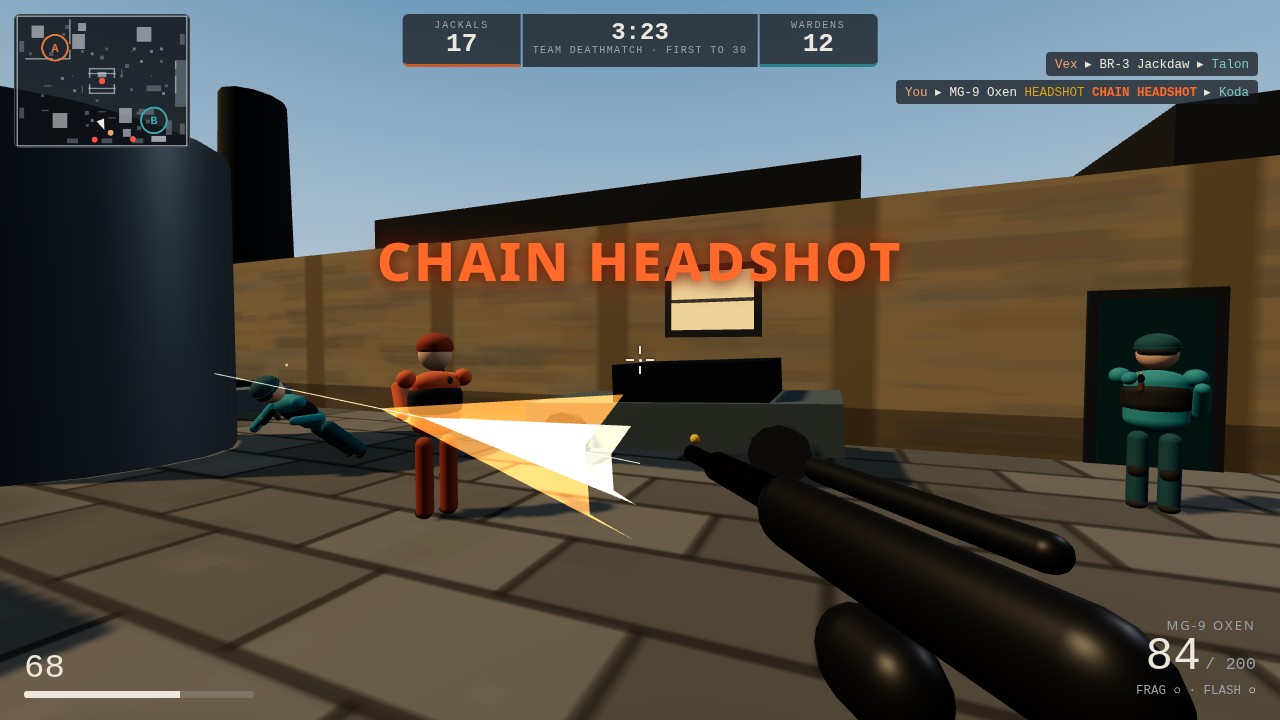 A
B
JACKALS
17
3:23
TEAM DEATHMATCH · FIRST TO 30
WARDENS
12
Vex ▶ BR-3 Jackdaw ▶ Talon
You ▶ MG-9 Oxen HEADSHOT CHAIN HEADSHOT ▶ Koda
CHAIN HEADSHOT
68
MG-9 OXEN
84 / 200
FRAG ○ · FLASH ○